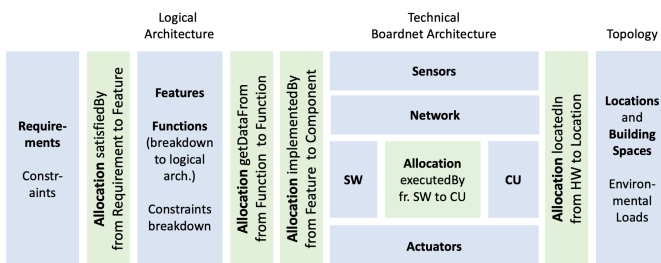 Logical
Architecture
Technical
Boardnet Architecture
Topology
Require-
ments
Constr-
aints
Allocation satisfiedBy
from Requirement to Feature
Features
Functions
(breakdown
to logical
arch.)
Constraints
breakdown
Allocation getDataFrom
from Function to Function
Allocation implementedBy
from Feature to Component
Sensors
Network
SW
Allocation
executedBy
fr. SW to CU
CU
Actuators
Allocation locatedIn
from HW to Location
Locations
and
Building
Spaces
Environ-
mental
Loads